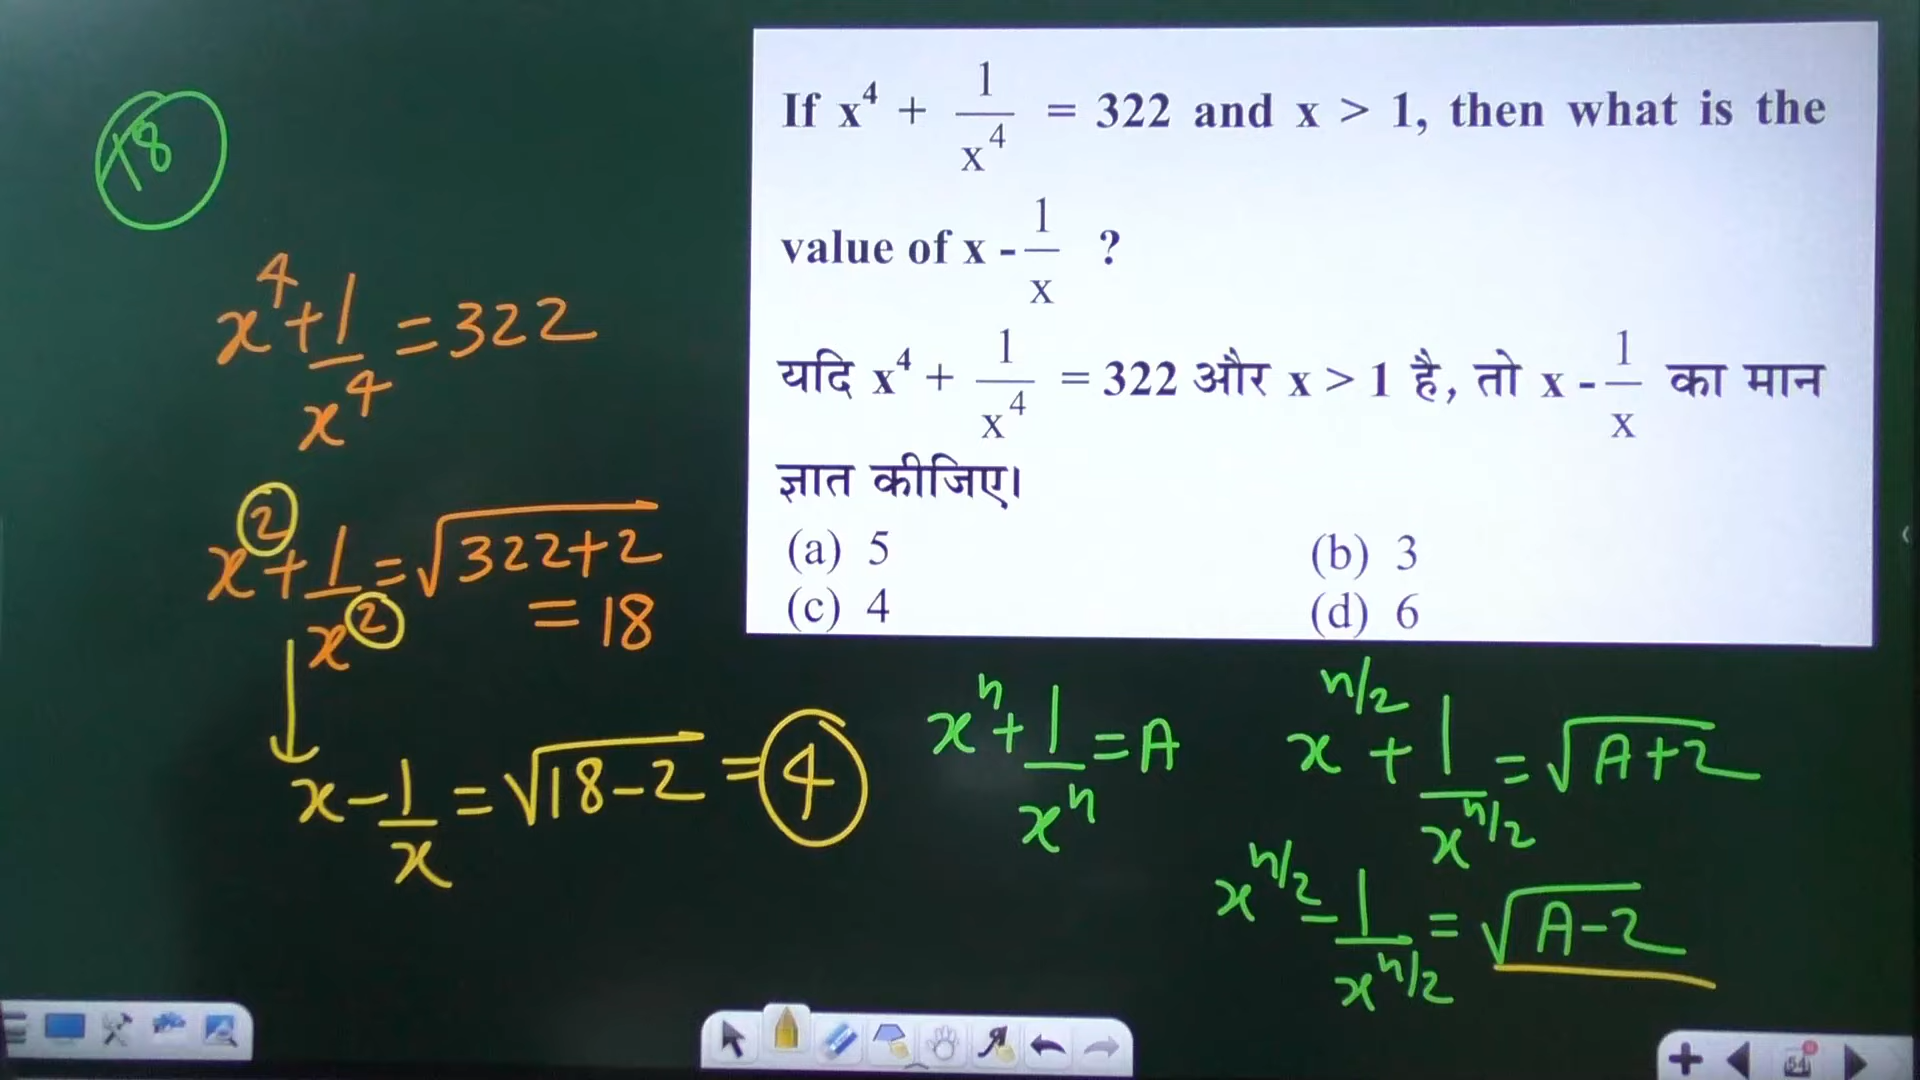 18
If x⁴ + 1/x⁴ = 322 and x > 1, then what is the
value of x - 1/x ?
यदि x⁴ + 1/x⁴ = 322 और x > 1 है, तो x - 1/x का मान
ज्ञात कीजिए।
(a) 5 (b) 3
(c) 4 (d) 6
x⁴ + 1/x⁴ = 322
x² + 1/x² = √(322+2)
= 18
x - 1/x = √(18-2) = 4
xⁿ + 1/xⁿ = A
x^(n/2) + 1/x^(n/2) = √(A+2)
x^(n/2) - 1/x^(n/2) = √(A-2)
54